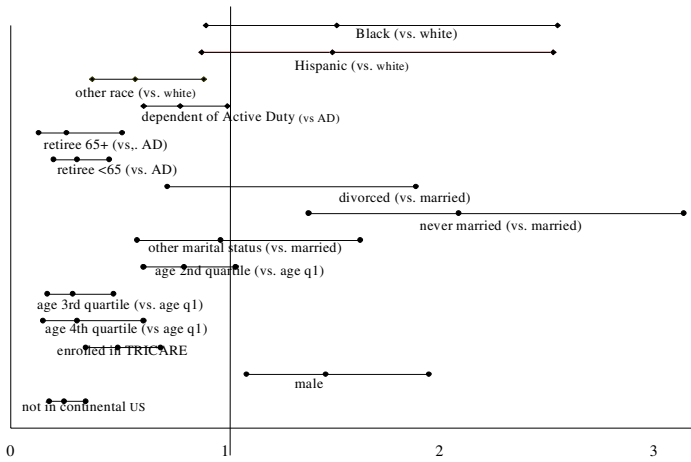 Black (vs. white)
Hispanic (vs. white)
other race (vs. white)
dependent of Active Duty (vs AD)
retiree 65+ (vs,. AD)
retiree <65 (vs. AD)
divorced (vs. married)
never married (vs. married)
other marital status (vs. married)
age 2nd quartile (vs. age q1)
age 3rd quartile (vs. age q1)
age 4th quartile (vs age q1)
enrolled in TRICARE
male
not in continental US
0 1 2 3